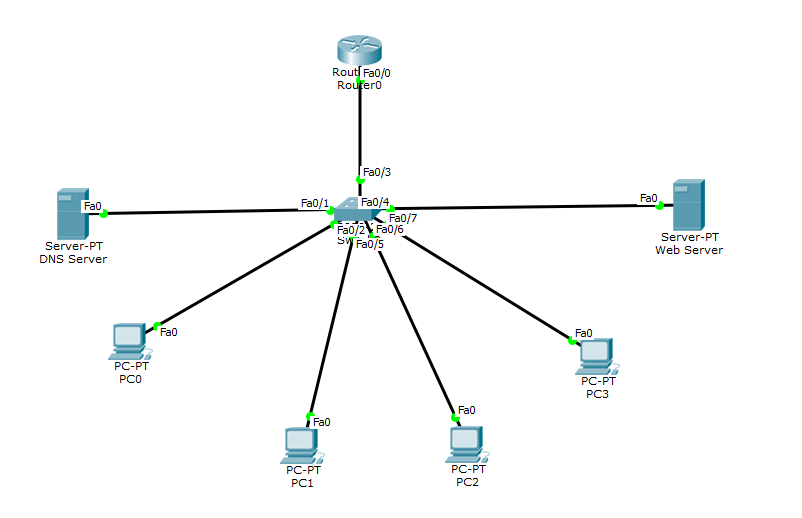 Rout
Fa0/0
Router0
Fa0/3
Fa0/1
Fa0/4
Fa0/7
Fa0/2
Fa0/6
Fa0/5
Fa0
Server-PT
DNS Server
Fa0
Server-PT
Web Server
Fa0
PC-PT
PC0
Fa0
PC-PT
PC3
Fa0
PC-PT
PC1
Fa0
PC-PT
PC2